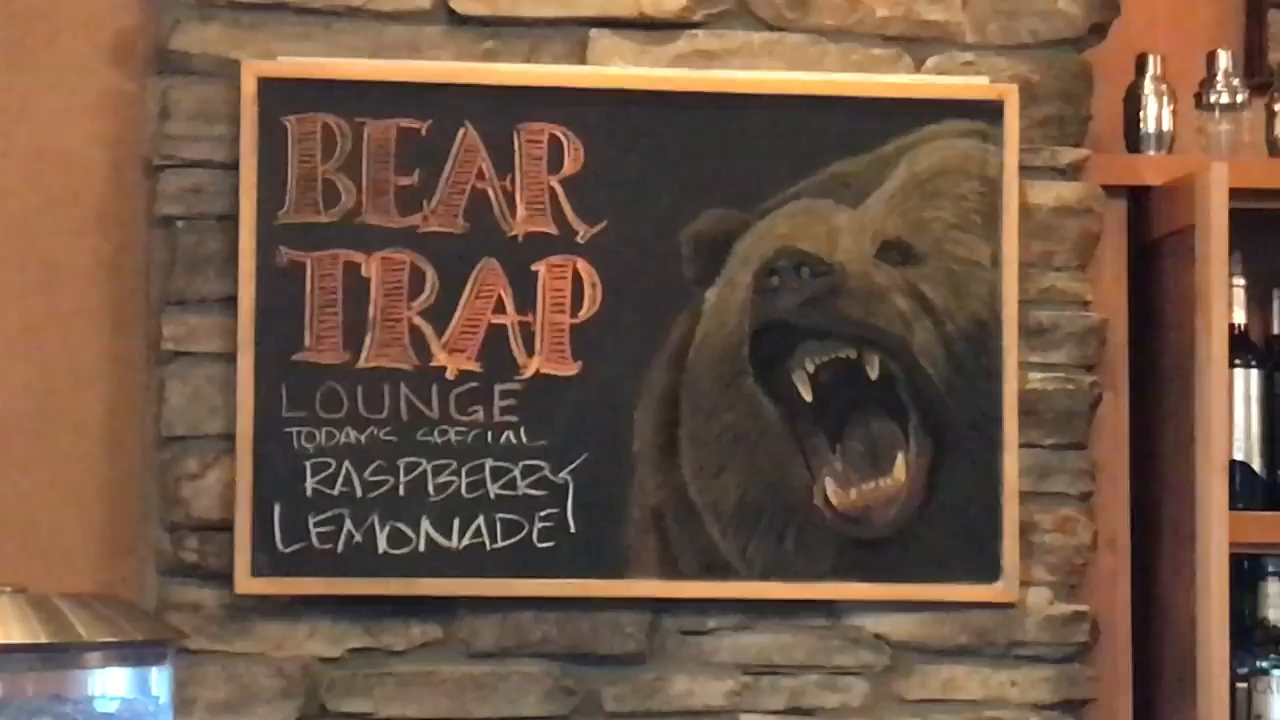 BEAR
TRAP
LOUNGE
TODAY'S SPECIAL
RASPBERRY
LEMONADE